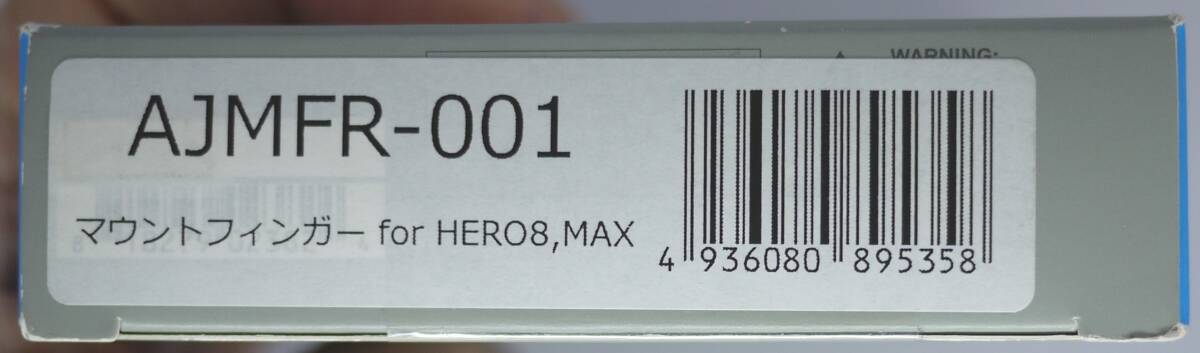 WARNING:
AJMFR-001
マウントフィンガー for HERO8,MAX
4 936080 895358